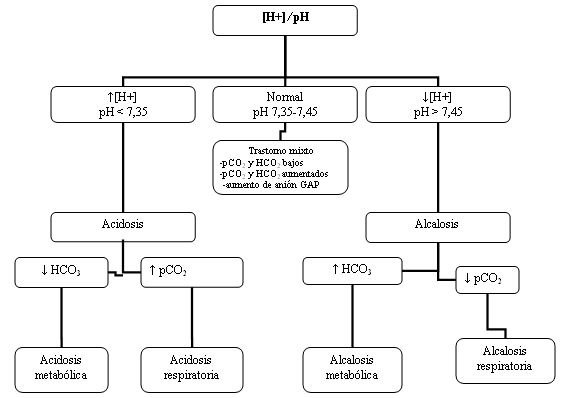 [H+] /pH
↑[H+]
pH < 7,35
Normal
pH 7,35-7,45
↓[H+]
pH > 7,45
Trastorno mixto
-pCO2 y HCO3 bajos
-pCO2 y HCO3 aumentados
-aumento de anión GAP
Acidosis
Alcalosis
↓ HCO3
↑ pCO2
↑ HCO3
↓ pCO2
Acidosis
metabólica
Acidosis
respiratoria
Alcalosis
metabólica
Alcalosis
respiratoria